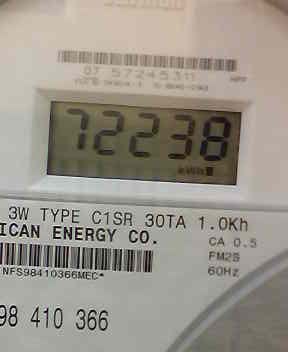 07 57245311
72238
3W TYPE C1SR 30TA 1.0Kh
ICAN ENERGY CO.
CA 0.5
FM2S
NFS98410366MEC*
60Hz
98 410 366